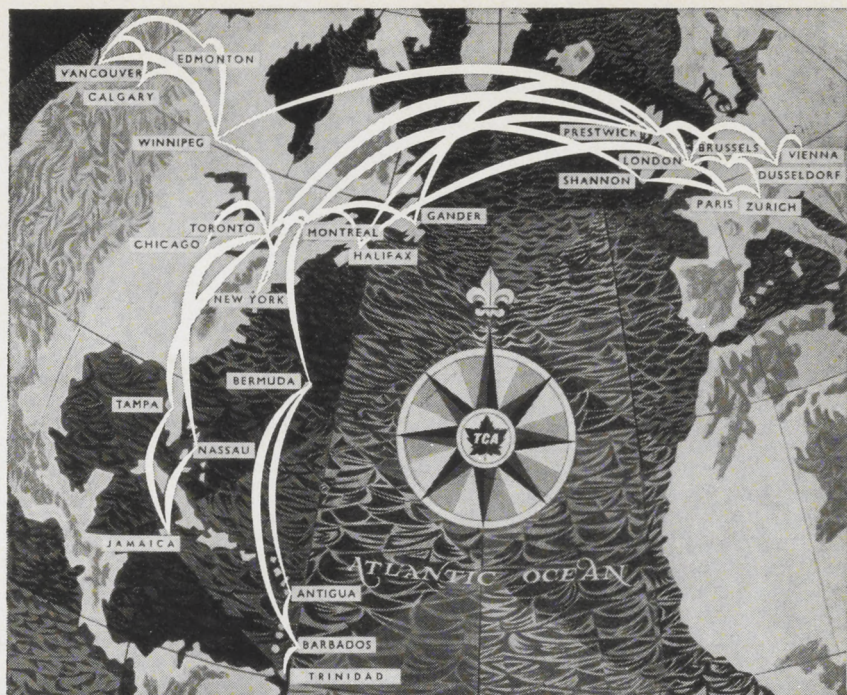 EDMONTON
VANCOUVER
CALGARY
WINNIPEG
PRESTWICK
BRUSSELS
VIENNA
LONDON
DUSSELDORF
SHANNON
PARIS
ZURICH
TORONTO
MONTREAL
GANDER
CHICAGO
HALIFAX
NEW YORK
BERMUDA
TAMPA
TCA
NASSAU
JAMAICA
ATLANTIC OCEAN
ANTIGUA
BARBADOS
TRINIDAD